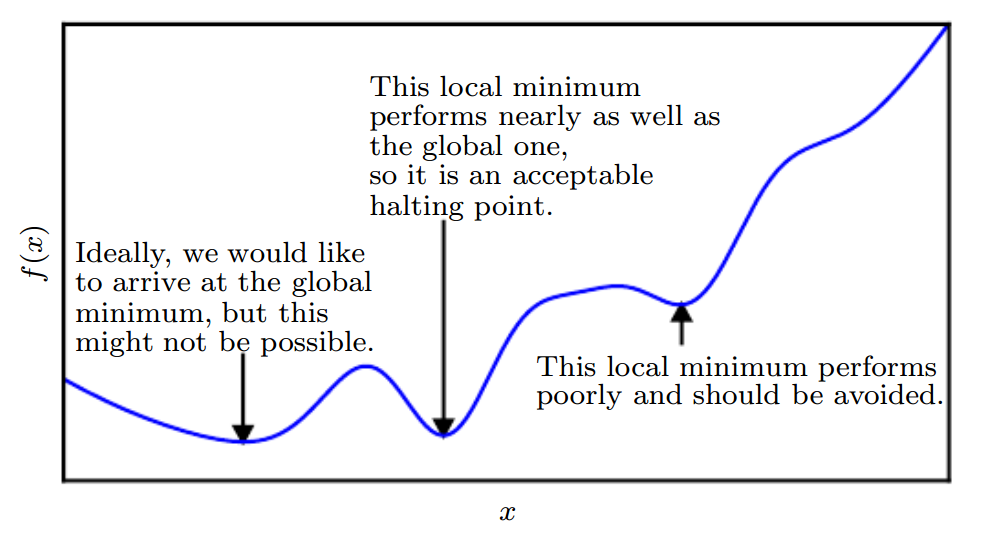 This local minimum
performs nearly as well as
the global one,
so it is an acceptable
halting point.
Ideally, we would like
to arrive at the global
minimum, but this
might not be possible.
This local minimum performs
poorly and should be avoided.
f(x)
x